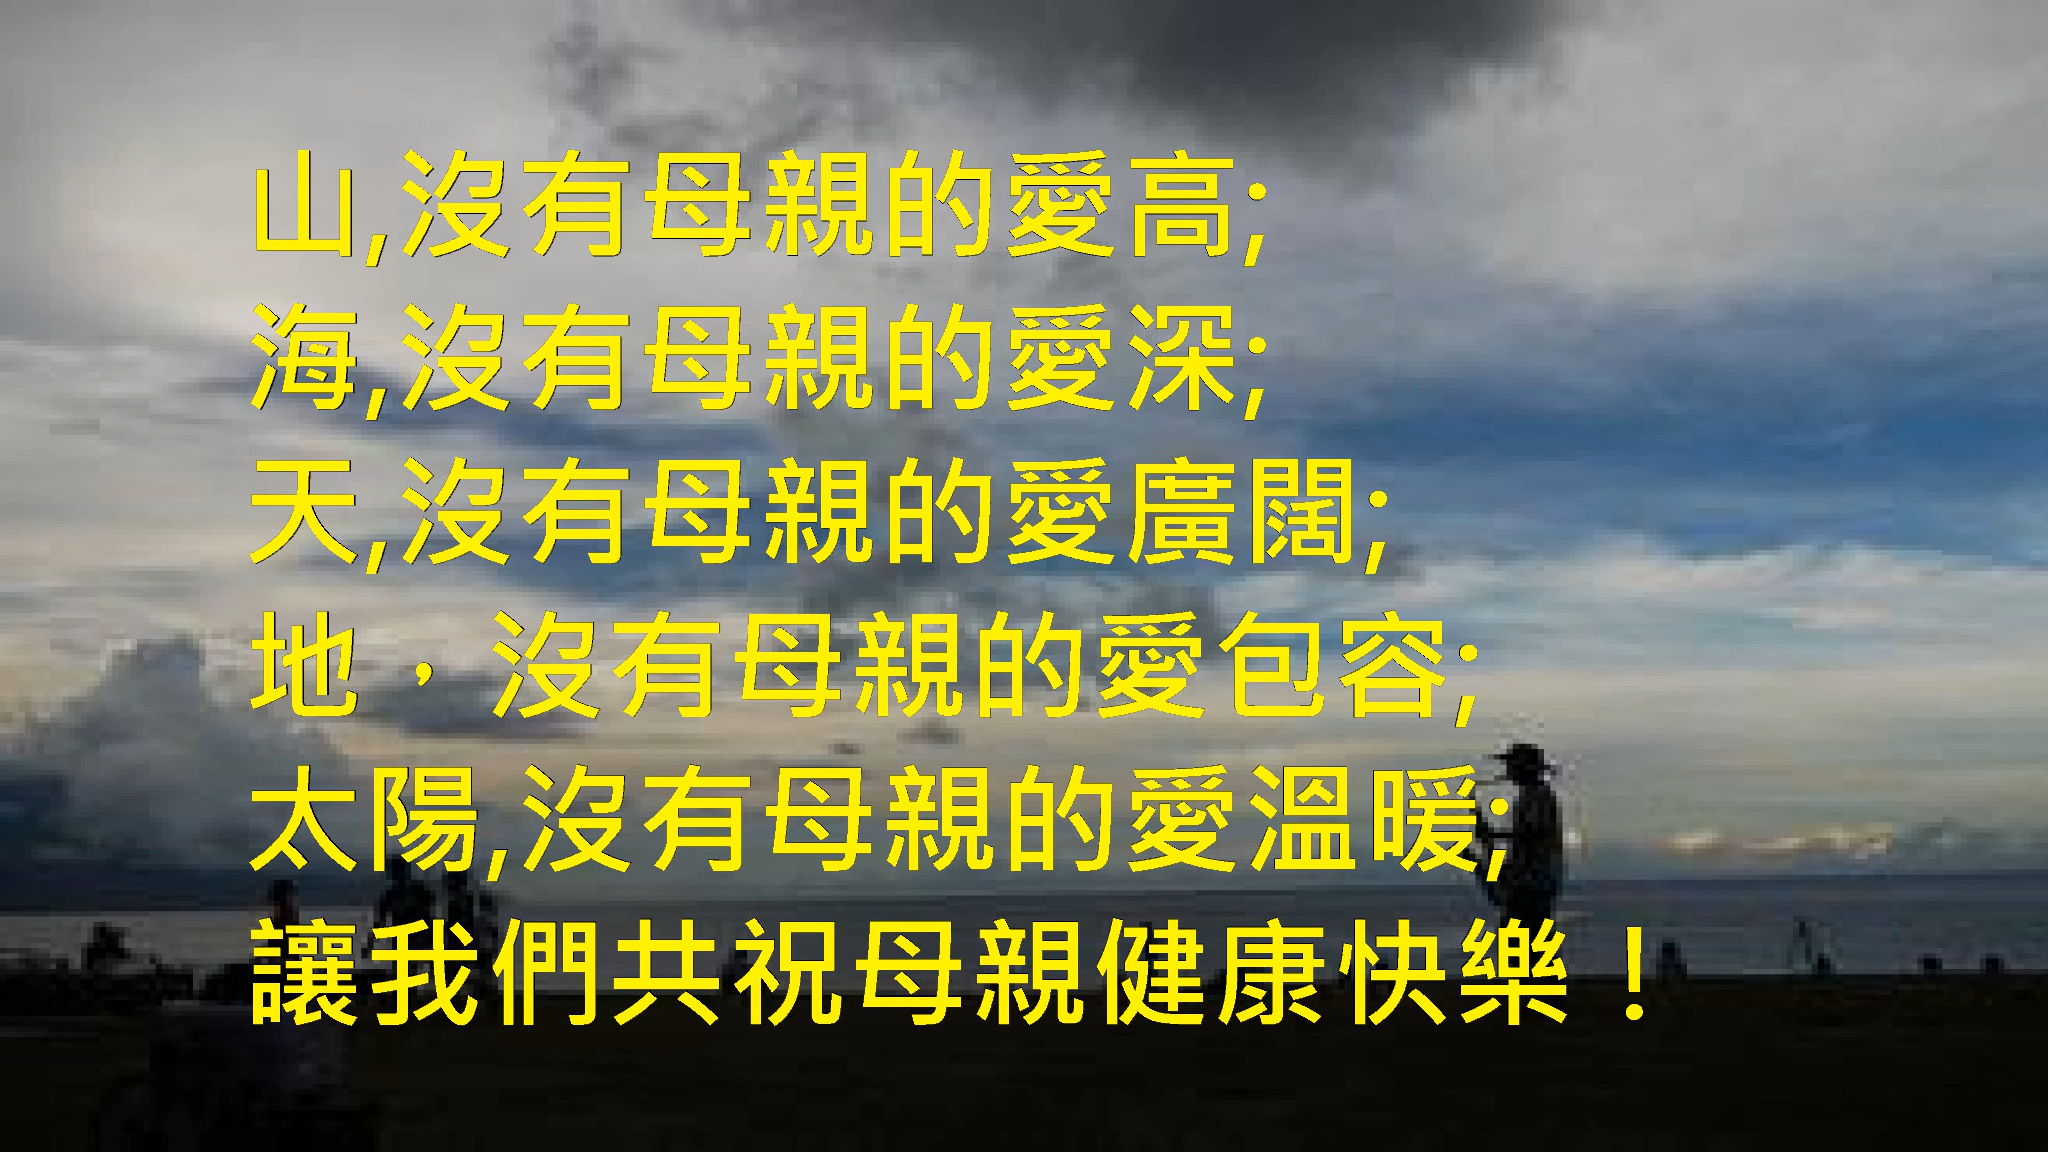 山,沒有母親的愛高;
海,沒有母親的愛深;
天,沒有母親的愛廣闊;
地，沒有母親的愛包容;
太陽,沒有母親的愛溫暖;
讓我們共祝母親健康快樂！